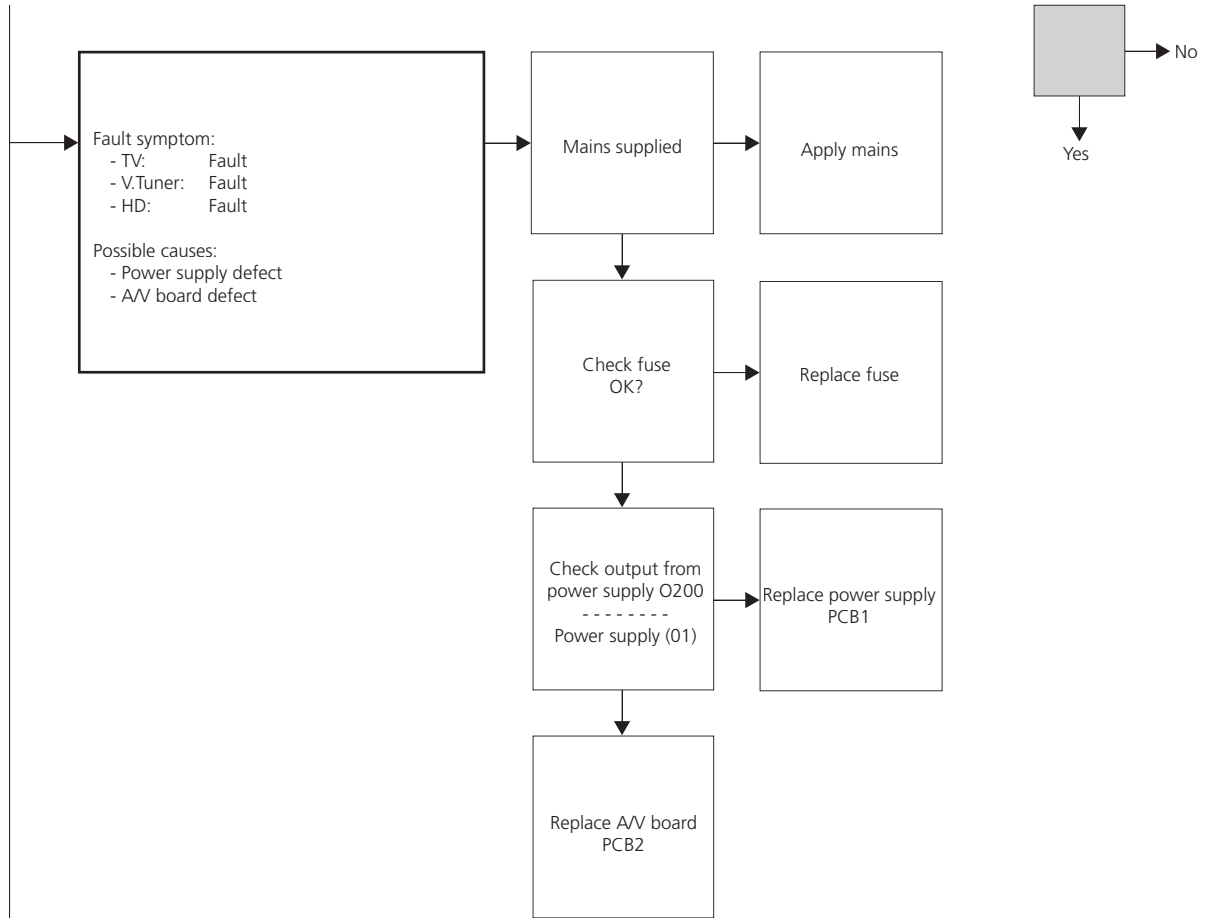 Fault symptom:
- TV: Fault
- V.Tuner: Fault
- HD: Fault
Possible causes:
- Power supply defect
- A/V board defect
Mains supplied
Apply mains
No
Yes
Check fuse
OK?
Replace fuse
Check output from
power supply O200
- - - - - - - -
Power supply (01)
Replace power supply
PCB1
Replace A/V board
PCB2